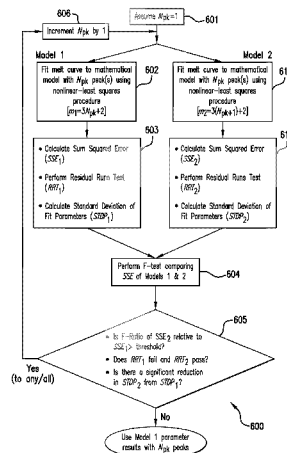 606
Increment Npk by 1
Assume Npk=1
601
Model 1
Model 2
Fit melt curve to mathematical
model with Npk peak(s) using
nonlinear-least squares
procedure
[m1=3Npk+2]
602
Fit melt curve to mathematical
model with Npk+1 peak(s) using
nonlinear-least squares
procedure
[m2=3(Npk+1)+2]
61
603
• Calculate Sum Squared Error
(SSE1)
• Perform Residual Runs Test
(RRT1)
• Calculate Standard Deviation of
Fit Parameters (STDP1)
61
• Calculate Sum Squared Error
(SSE2)
• Perform Residual Runs Test
(RRT2)
• Calculate Standard Deviation of
Fit Parameters (STDP2)
Perform F-test comparing
SSE of Models 1 & 2
604
605
• Is F-Ratio of SSE2 relative to
SSE1> threshold?
• Does RRT1 fail and RRT2 pass?
• Is there a significant reduction
in STDP2 from STDP1?
Yes
(to any/all)
No
600
Use Model 1 parameter
results with Npk peaks